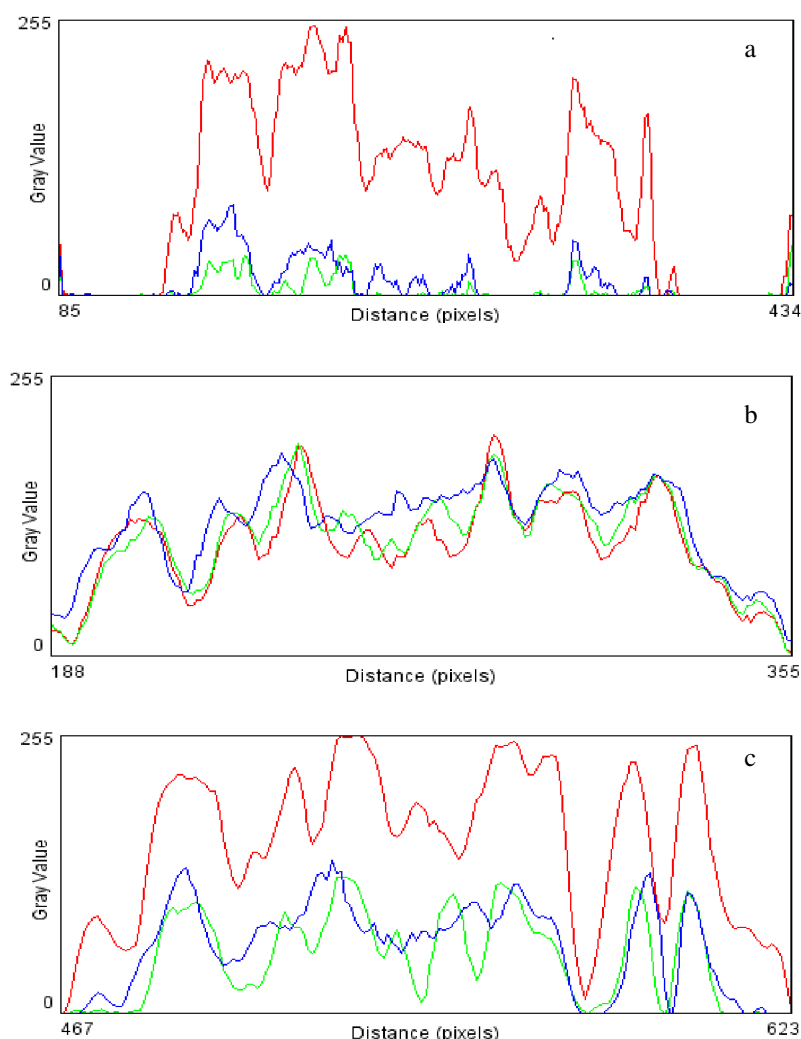 255
a
Gray Value
0
85
Distance (pixels)
434
255
b
Gray Value
0
188
Distance (pixels)
355
255
c
Gray Value
0
467
Distance (pixels)
623